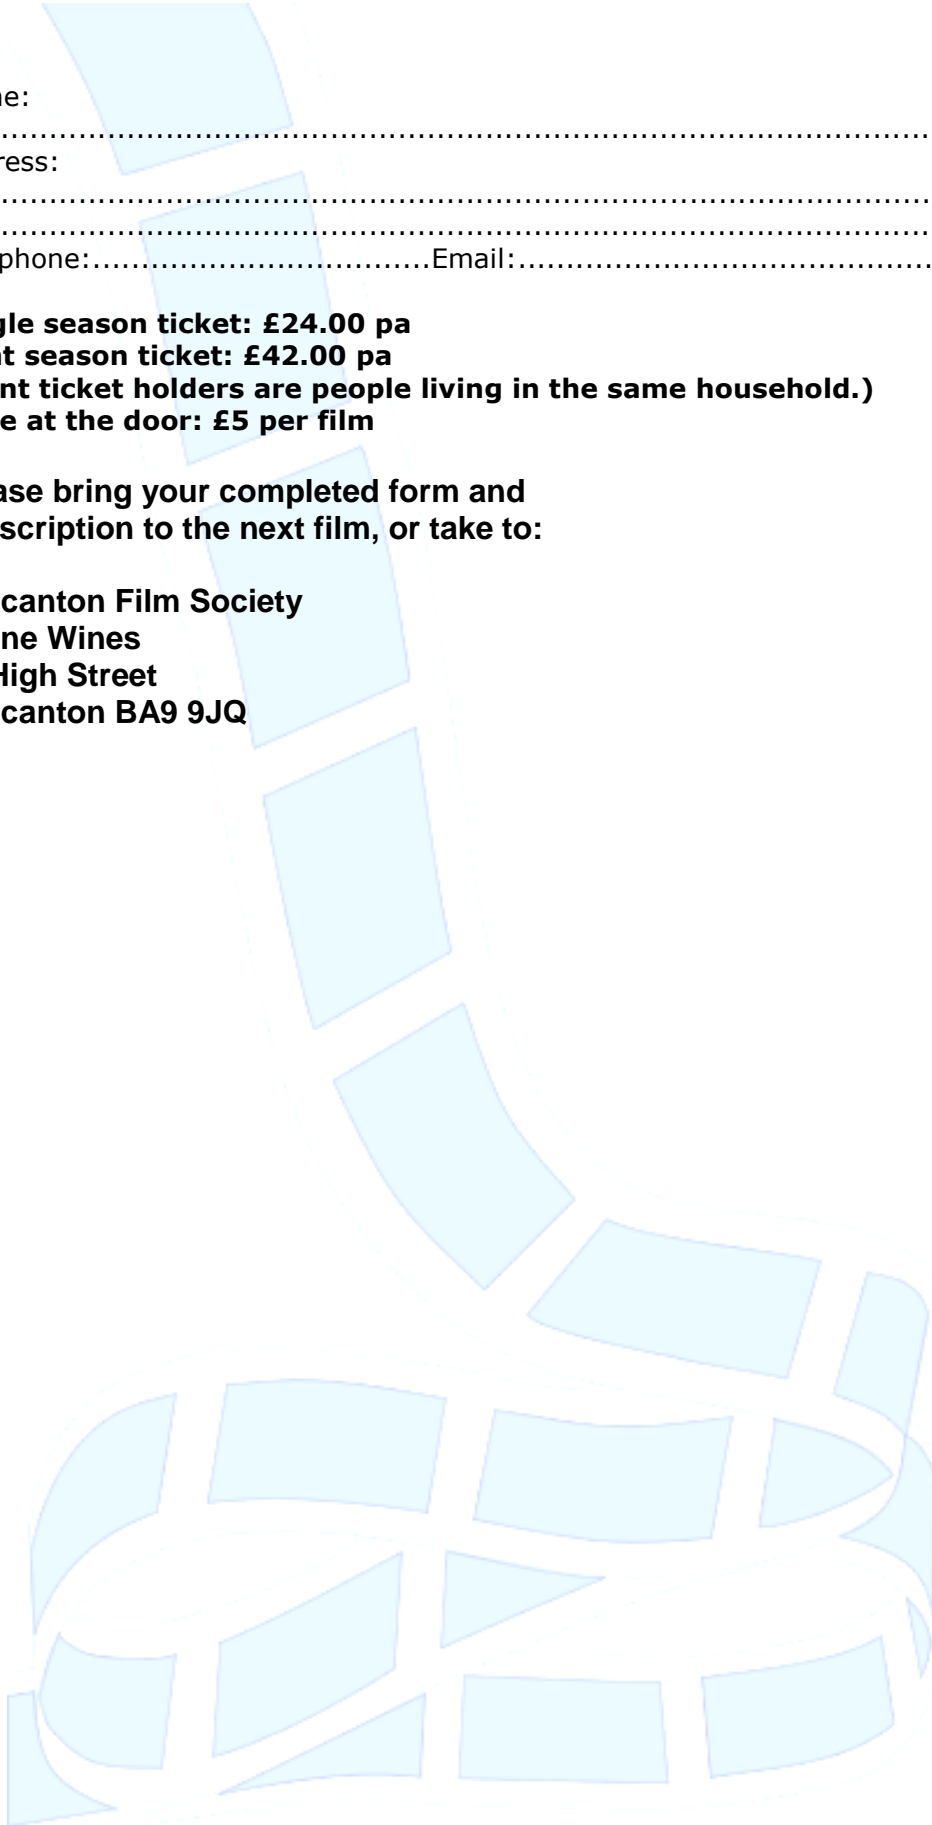 ne:
................................................................................................
ress:
................................................................................................
................................................................................................
phone:...................................Email:...........................................
gle season ticket: £24.00 pa
t season ticket: £42.00 pa
nt ticket holders are people living in the same household.)
e at the door: £5 per film
ase bring your completed form and
scription to the next film, or take to:
canton Film Society
ne Wines
High Street
canton BA9 9JQ